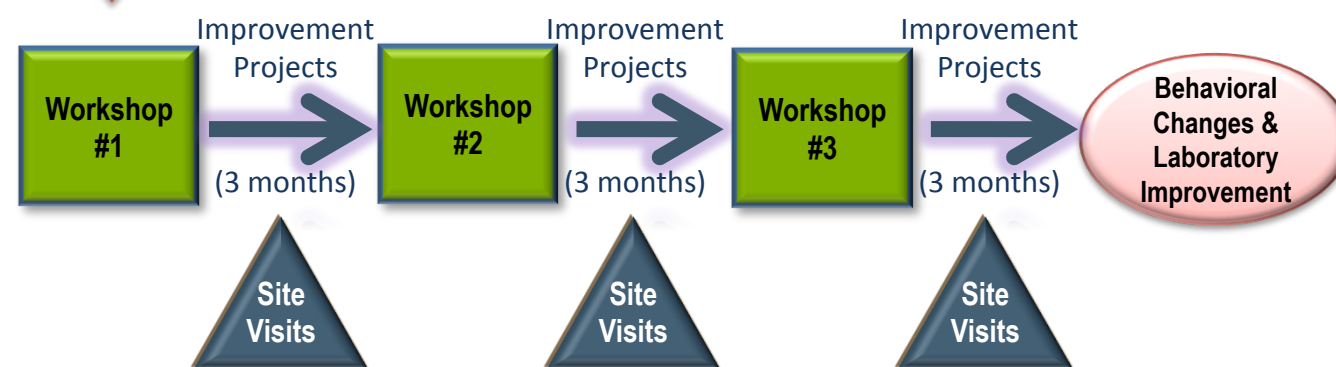 Improvement
Projects
Improvement
Projects
Improvement
Projects
Workshop
#1
Workshop
#2
Workshop
#3
Behavioral
Changes &
Laboratory
Improvement
(3 months)
(3 months)
(3 months)
Site
Visits
Site
Visits
Site
Visits